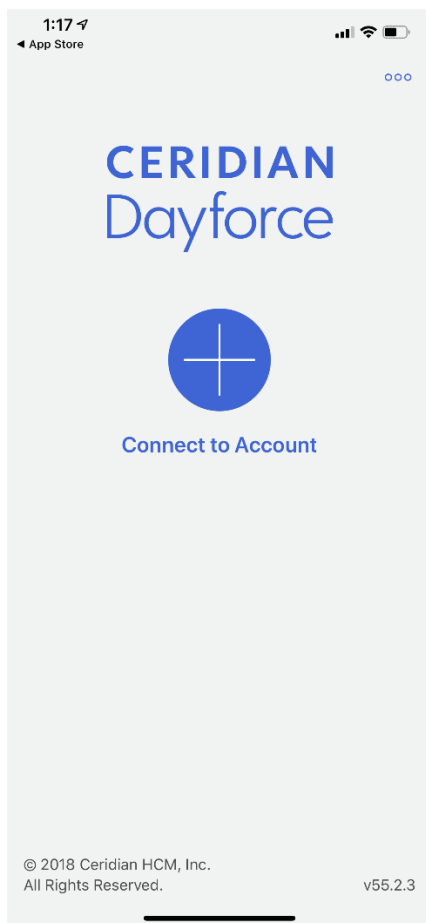 1:17
◀ App Store
CERIDIAN
Dayforce
Connect to Account
© 2018 Ceridian HCM, Inc.
All Rights Reserved.
v55.2.3